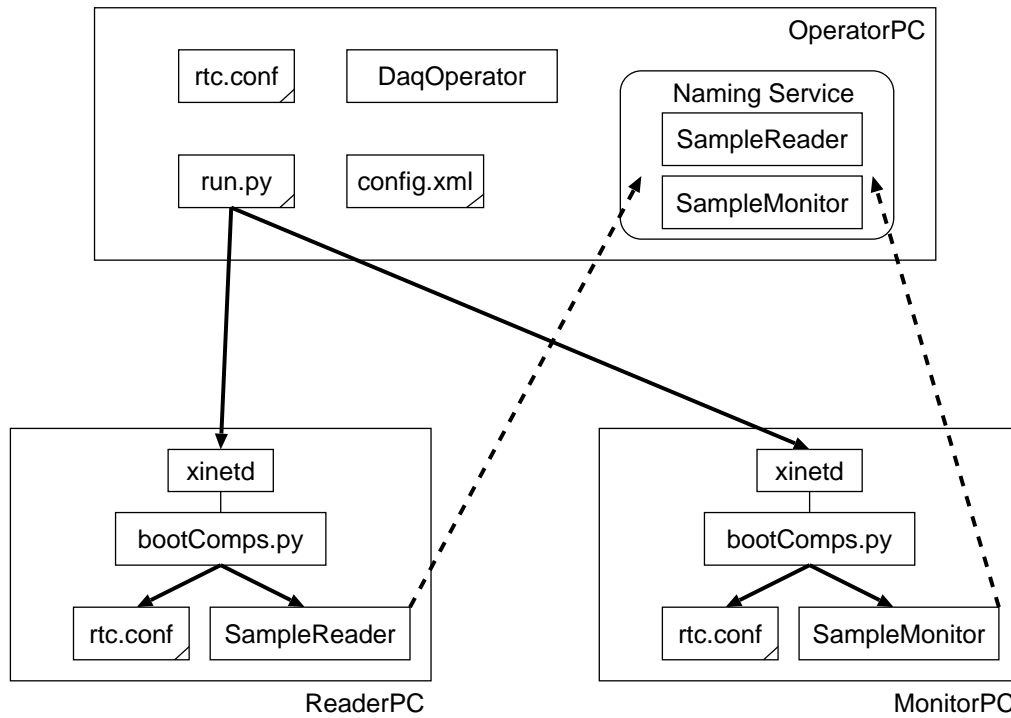 OperatorPC
rtc.conf
DaqOperator
Naming Service
SampleReader
run.py
config.xml
SampleMonitor
xinetd
bootComps.py
rtc.conf
SampleReader
ReaderPC
xinetd
bootComps.py
rtc.conf
SampleMonitor
MonitorPC